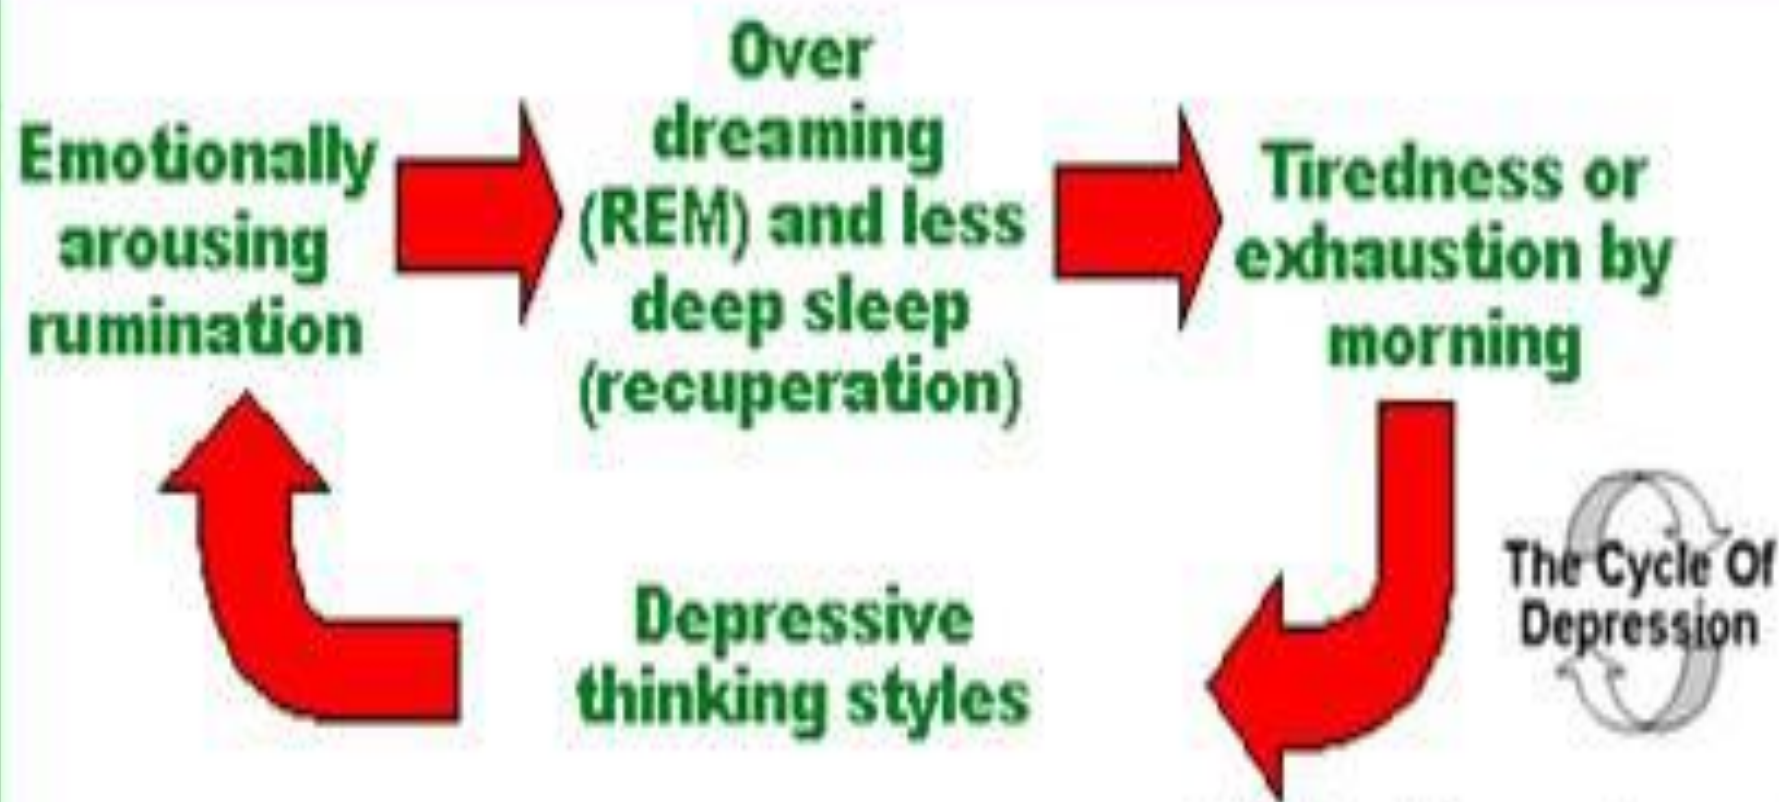 Emotionally
arousing
rumination
Over
dreaming
(REM) and less
deep sleep
(recuperation)
Tiredness or
exhaustion by
morning
Depressive
thinking styles
The Cycle Of
Depression